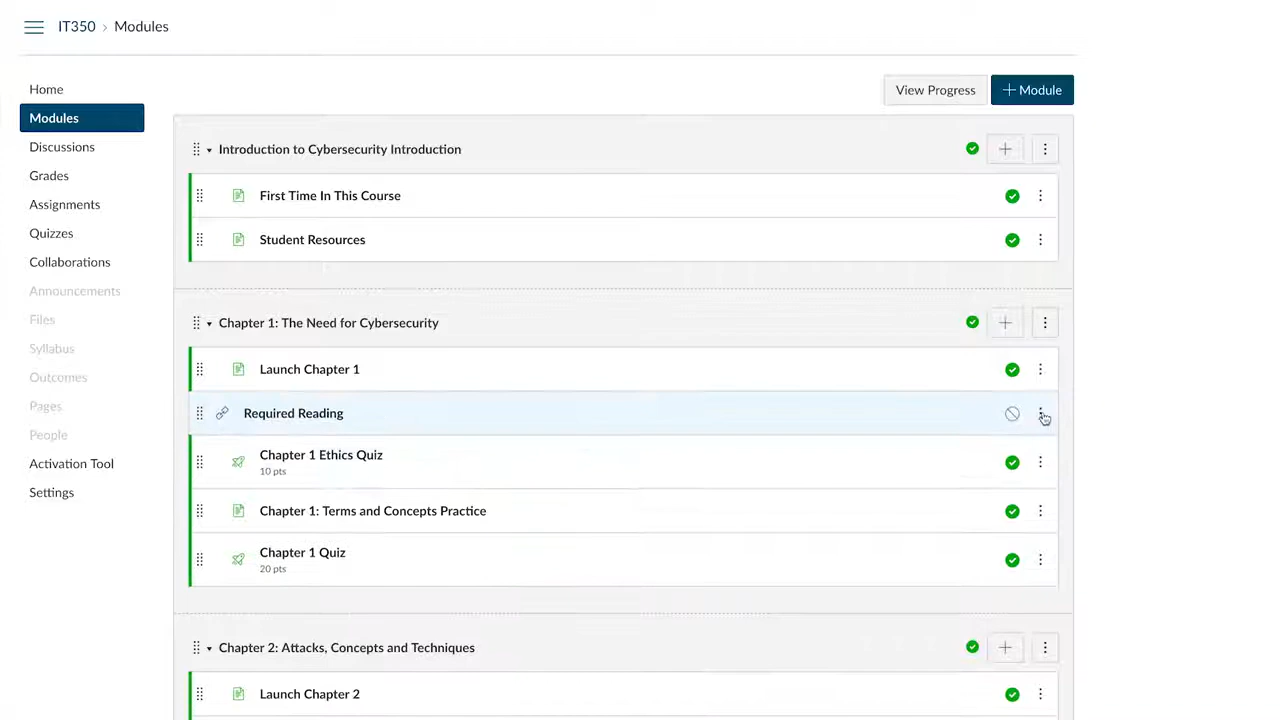 IT350 › Modules
View Progress
+ Module
Home
Modules
Discussions
Grades
Assignments
Quizzes
Collaborations
Announcements
Files
Syllabus
Outcomes
Pages
People
Activation Tool
Settings
Introduction to Cybersecurity Introduction
First Time In This Course
Student Resources
Chapter 1: The Need for Cybersecurity
Launch Chapter 1
Required Reading
Chapter 1 Ethics Quiz
10 pts
Chapter 1: Terms and Concepts Practice
Chapter 1 Quiz
20 pts
Chapter 2: Attacks, Concepts and Techniques
Launch Chapter 2